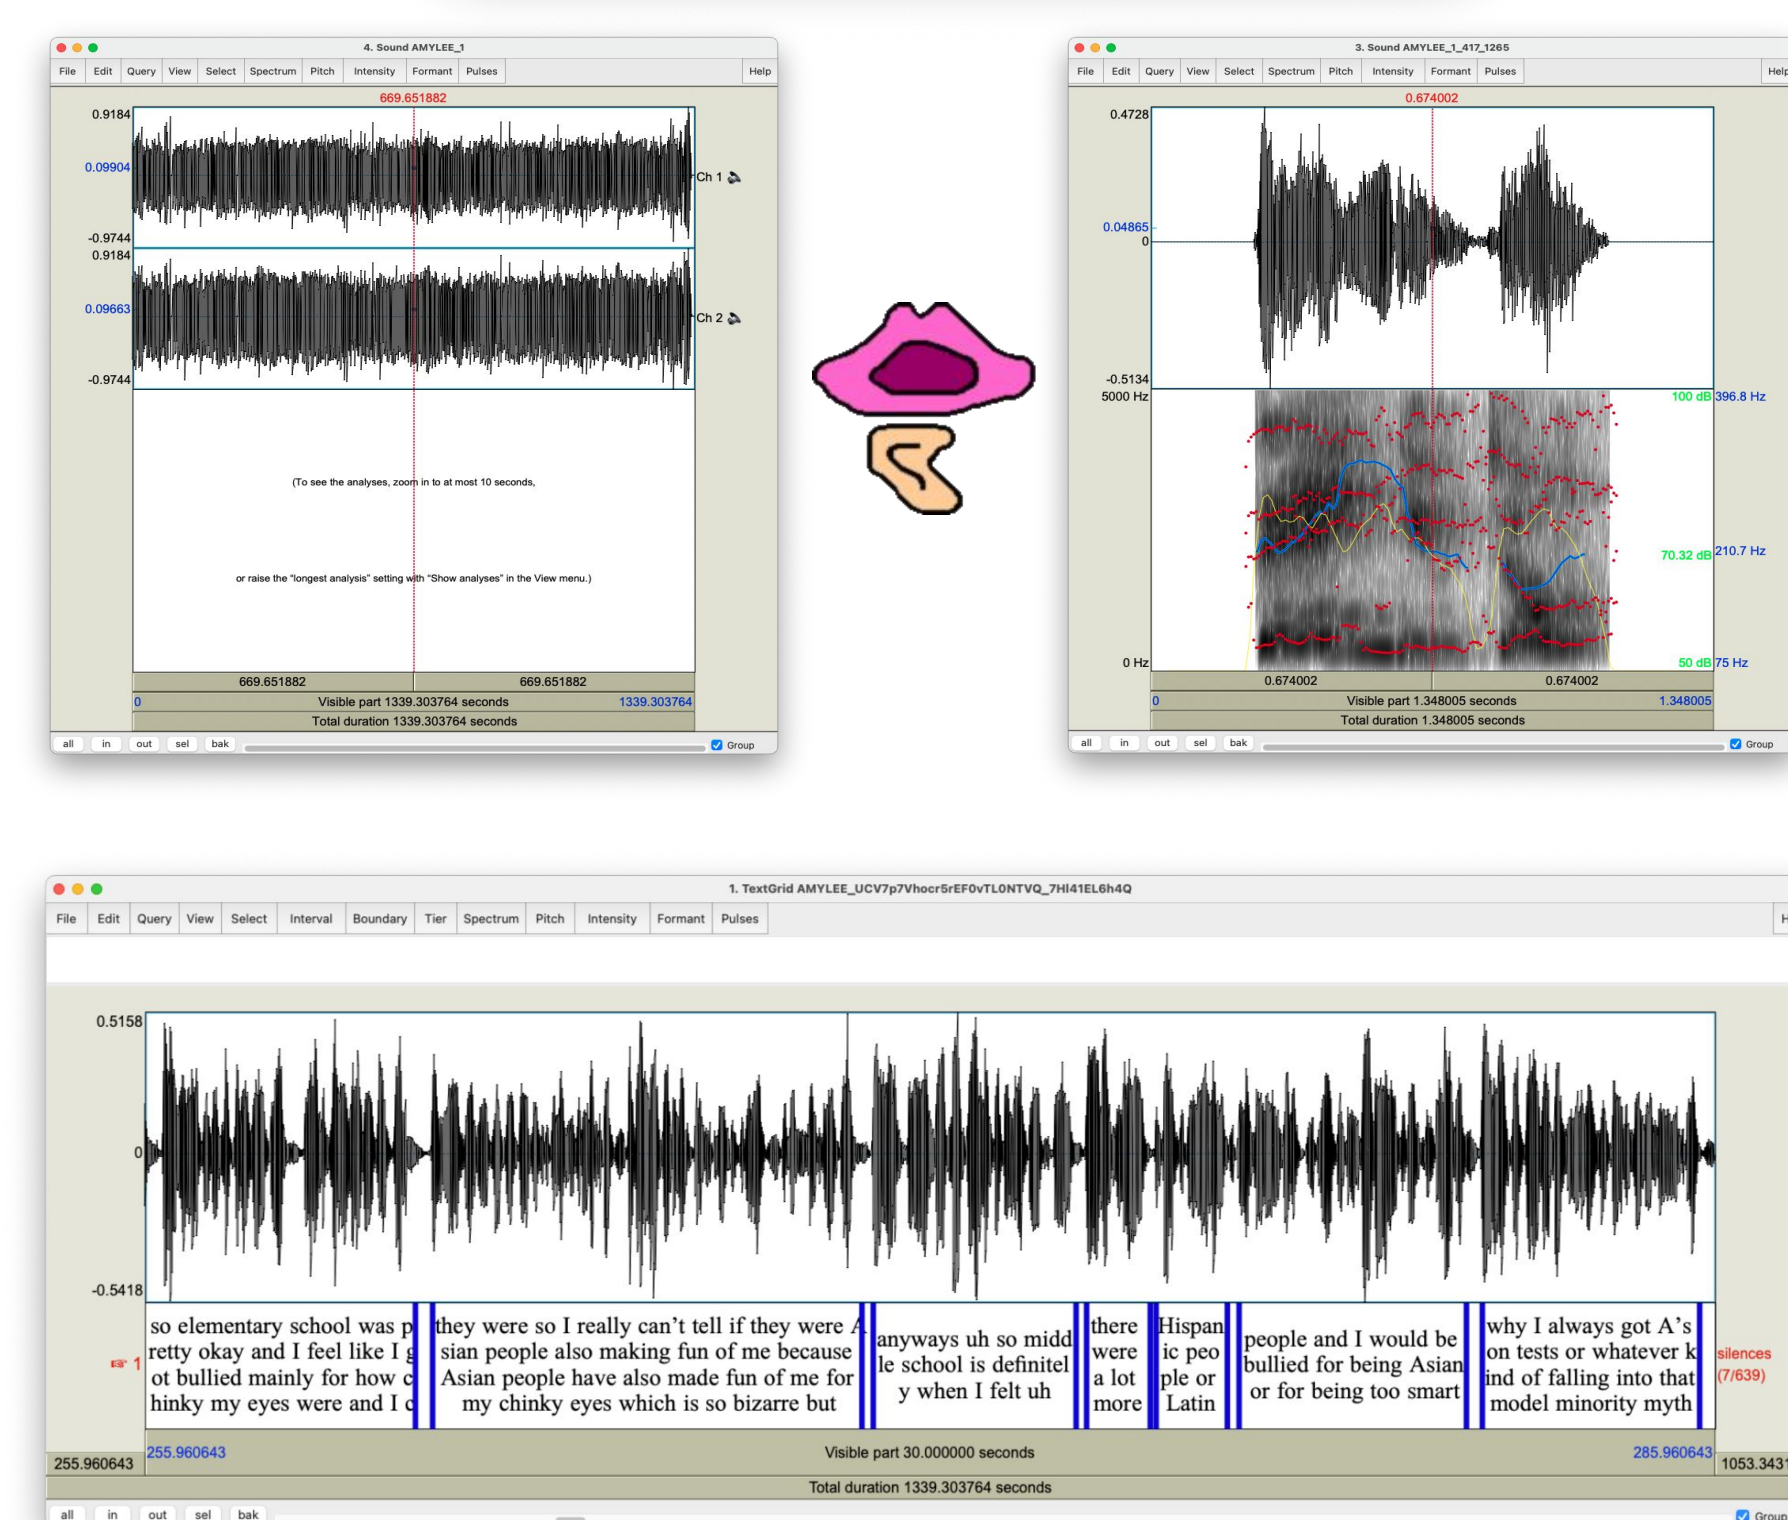 4. Sound AMYLEE_1
File Edit Query View Select Spectrum Pitch Intensity Formant Pulses Help
669.651882
0.9184
0.09904
Ch 1
-0.9744
0.9184
0.09663
Ch 2
-0.9744
(To see the analyses, zoom in to at most 10 seconds,
or raise the "longest analysis" setting with "Show analyses" in the View menu.)
669.651882 669.651882
0 Visible part 1339.303764 seconds 1339.303764
Total duration 1339.303764 seconds
all in out sel bak Group
3. Sound AMYLEE_1_417_1265
File Edit Query View Select Spectrum Pitch Intensity Formant Pulses Help
0.674002
0.4728
0.04865
0
-0.5134
5000 Hz 100 dB 396.8 Hz
70.32 dB 210.7 Hz
0 Hz 50 dB 75 Hz
0.674002 0.674002
0 Visible part 1.348005 seconds 1.348005
Total duration 1.348005 seconds
all in out sel bak Group
1. TextGrid AMYLEE_UCV7p7Vhocr5rEF0vTL0NTVQ_7HI41EL6h4Q
File Edit Query View Select Interval Boundary Tier Spectrum Pitch Intensity Formant Pulses H
0.5158
0
-0.5418
1
so elementary school was p
retty okay and I feel like I g
ot bullied mainly for how c
hinky my eyes were and I c
they were so I really can't tell if they were A
sian people also making fun of me because
Asian people have also made fun of me for
my chinky eyes which is so bizarre but
anyways uh so midd
le school is definitel
y when I felt uh
there
were
a lot
more
Hispan
ic peo
ple or
Latin
people and I would be
bullied for being Asian
or for being too smart
why I always got A's
on tests or whatever k
ind of falling into that
model minority myth
silences
(7/639)
255.960643 255.960643 Visible part 30.000000 seconds 285.960643 1053.3431
Total duration 1339.303764 seconds
all in out sel bak Group